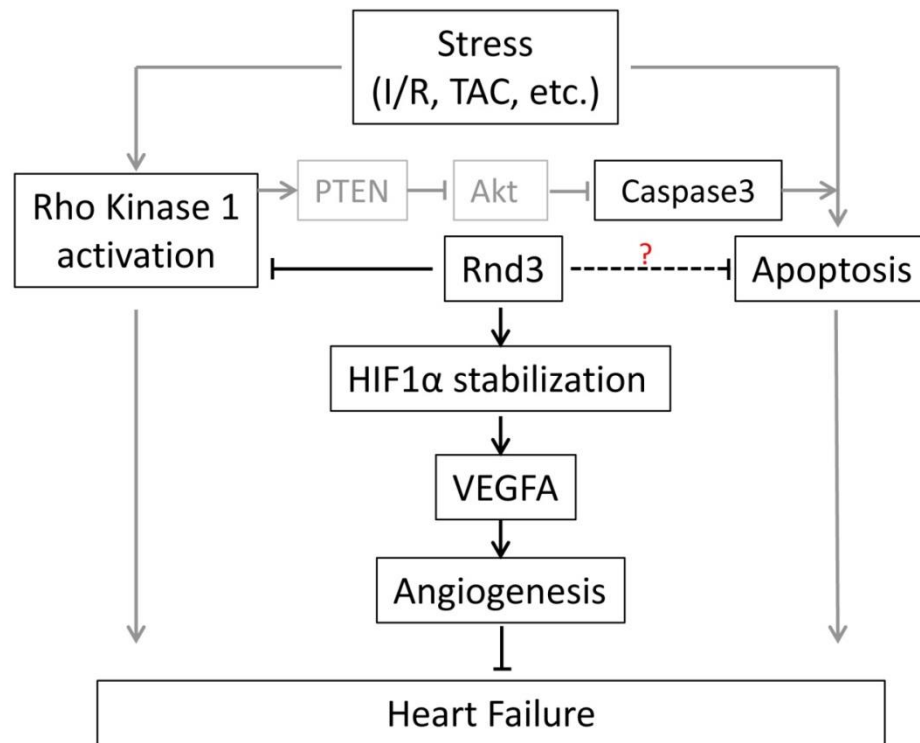 Stress
(I/R, TAC, etc.)
Rho Kinase 1
activation
PTEN
Akt
Caspase3
Rnd3
?
Apoptosis
HIF1α stabilization
VEGFA
Angiogenesis
Heart Failure